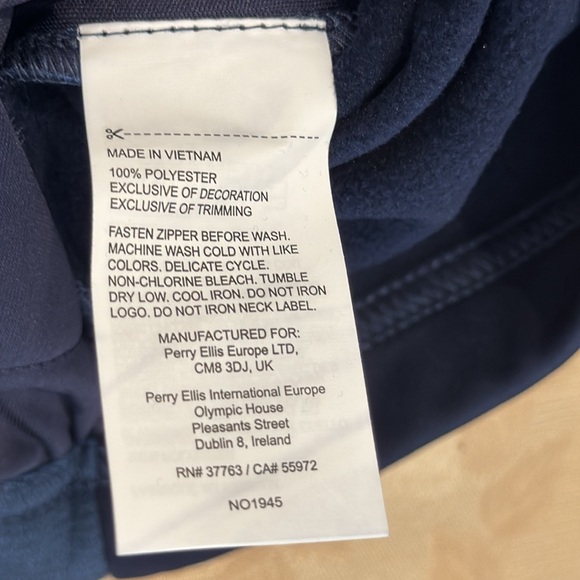 MADE IN VIETNAM
100% POLYESTER
EXCLUSIVE OF DECORATION
EXCLUSIVE OF TRIMMING
FASTEN ZIPPER BEFORE WASH.
MACHINE WASH COLD WITH LIKE
COLORS. DELICATE CYCLE.
NON-CHLORINE BLEACH. TUMBLE
DRY LOW. COOL IRON. DO NOT IRON
LOGO. DO NOT IRON NECK LABEL.
MANUFACTURED FOR:
Perry Ellis Europe LTD,
CM8 3DJ, UK
Perry Ellis International Europe
Olympic House
Pleasants Street
Dublin 8, Ireland
RN# 37763 / CA# 55972
NO1945